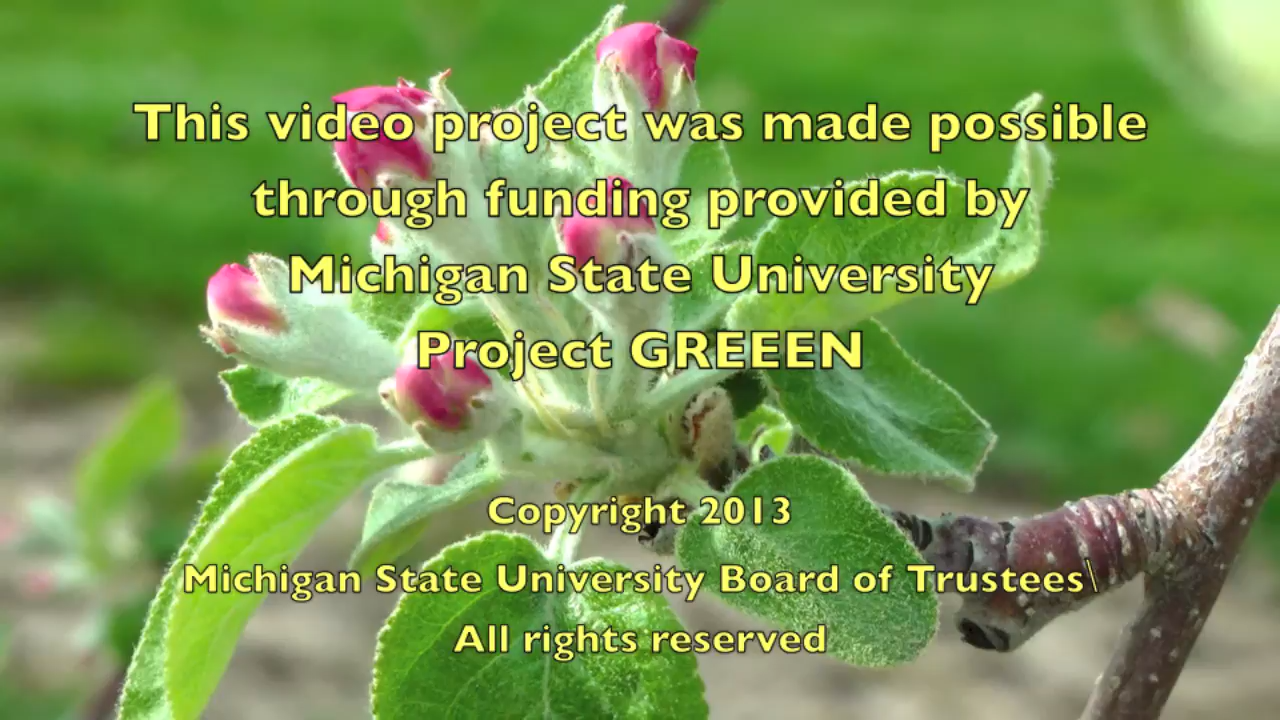 This video project was made possible
through funding provided by
Michigan State University
Project GREEEN
Copyright 2013
Michigan State University Board of Trustees\
All rights reserved